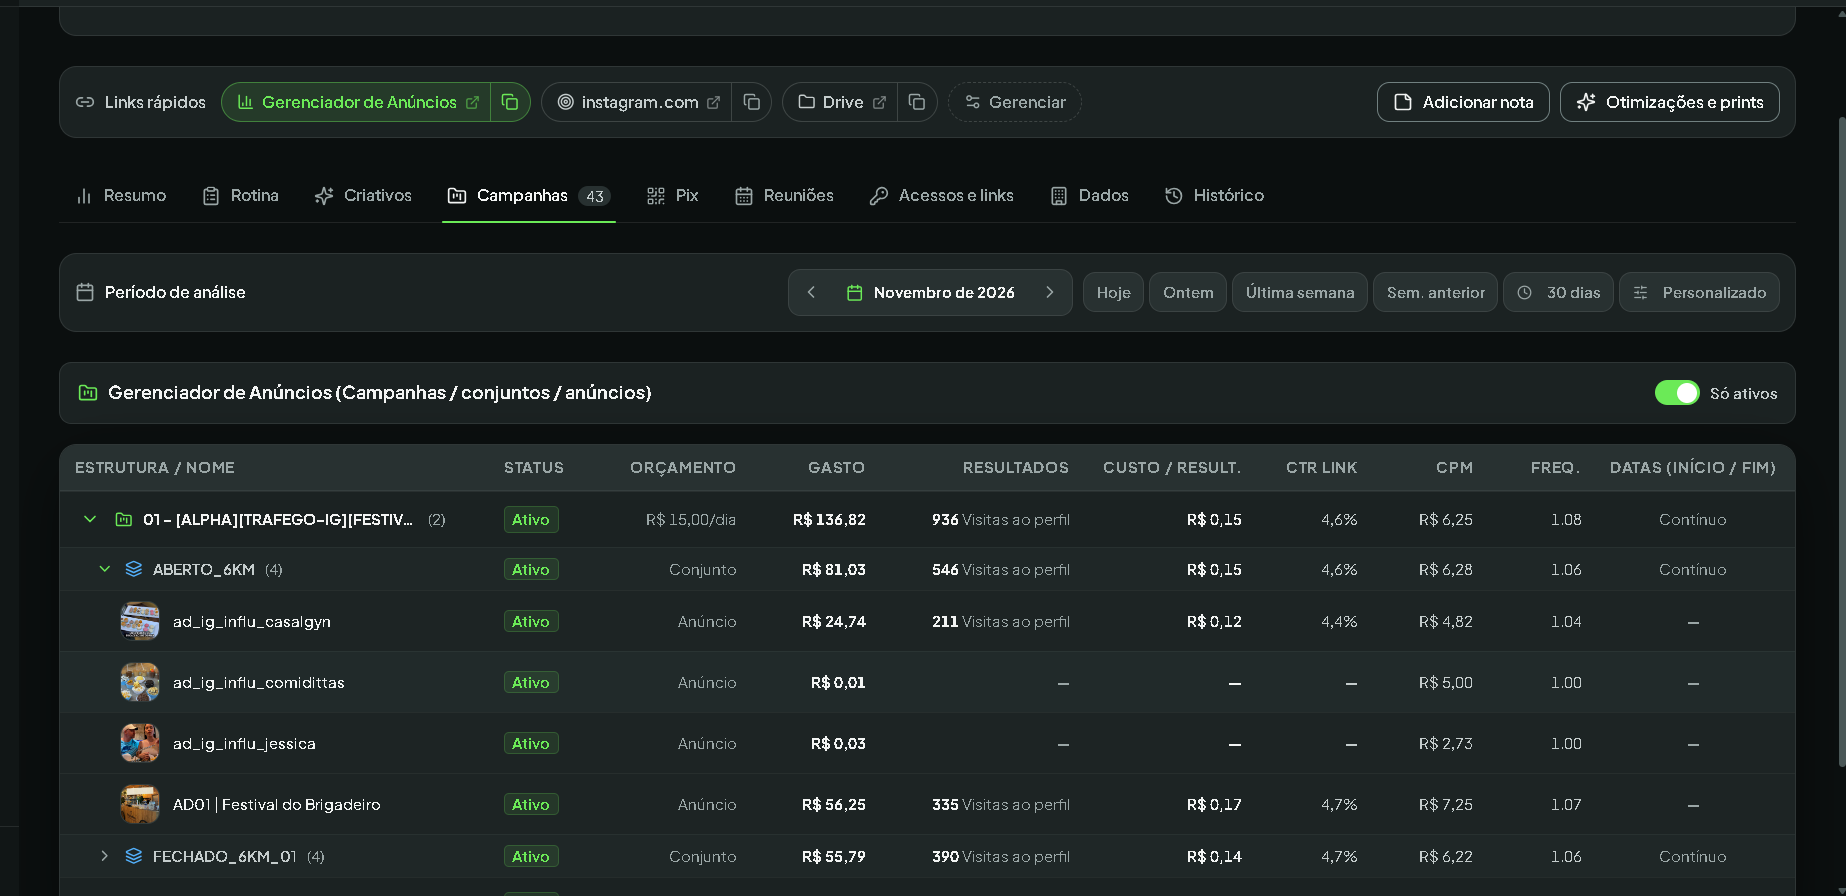 Links rápidos Gerenciador de Anúncios instagram.com Drive Gerenciar Adicionar nota Otimizações e prints
Resumo Rotina Criativos Campanhas 43 Pix Reuniões Acessos e links Dados Histórico
Período de análise Novembro de 2026 Hoje Ontem Última semana Sem. anterior 30 dias Personalizado
Gerenciador de Anúncios (Campanhas / conjuntos / anúncios) Só ativos
ESTRUTURA / NOME STATUS ORÇAMENTO GASTO RESULTADOS CUSTO / RESULT. CTR LINK CPM FREQ. DATAS (INÍCIO / FIM)
01 - [ALPHA][TRAFEGO-IG][FESTIV... (2) Ativo R$ 15,00/dia R$ 136,82 936 Visitas ao perfil R$ 0,15 4,6% R$ 6,25 1.08 Contínuo
ABERTO_6KM (4) Ativo Conjunto R$ 81,03 546 Visitas ao perfil R$ 0,15 4,6% R$ 6,28 1.06 Contínuo
ad_ig_influ_casalgyn Ativo Anúncio R$ 24,74 211 Visitas ao perfil R$ 0,12 4,4% R$ 4,82 1.04 —
ad_ig_influ_comidittas Ativo Anúncio R$ 0,01 — — — R$ 5,00 1.00 —
ad_ig_influ_jessica Ativo Anúncio R$ 0,03 — — — R$ 2,73 1.00 —
AD01 | Festival do Brigadeiro Ativo Anúncio R$ 56,25 335 Visitas ao perfil R$ 0,17 4,7% R$ 7,25 1.07 —
FECHADO_6KM_01 (4) Ativo Conjunto R$ 55,79 390 Visitas ao perfil R$ 0,14 4,7% R$ 6,22 1.06 Contínuo